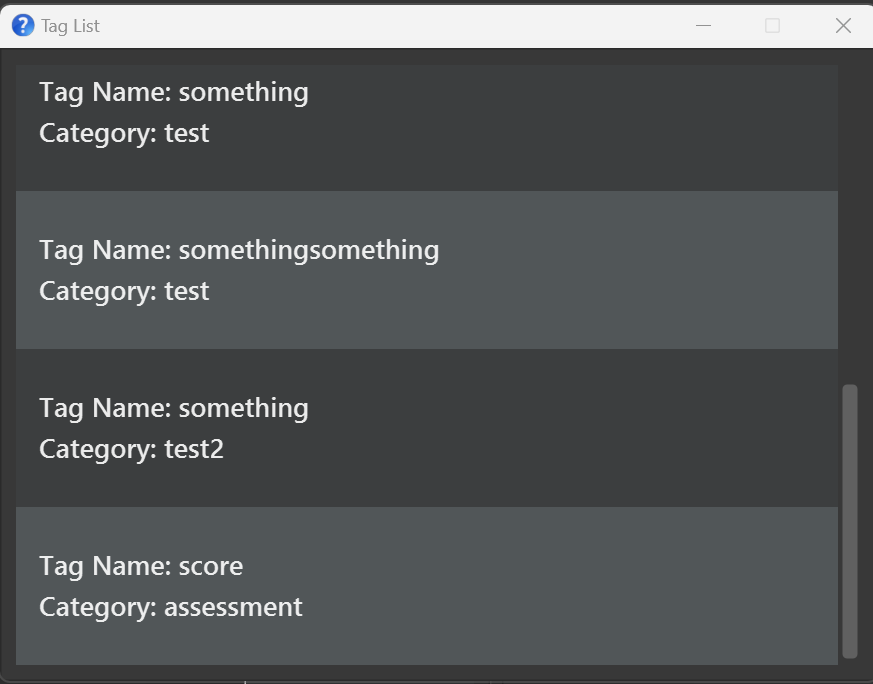 Tag List
Tag Name: something
Category: test
Tag Name: somethingsomething
Category: test
Tag Name: something
Category: test2
Tag Name: score
Category: assessment